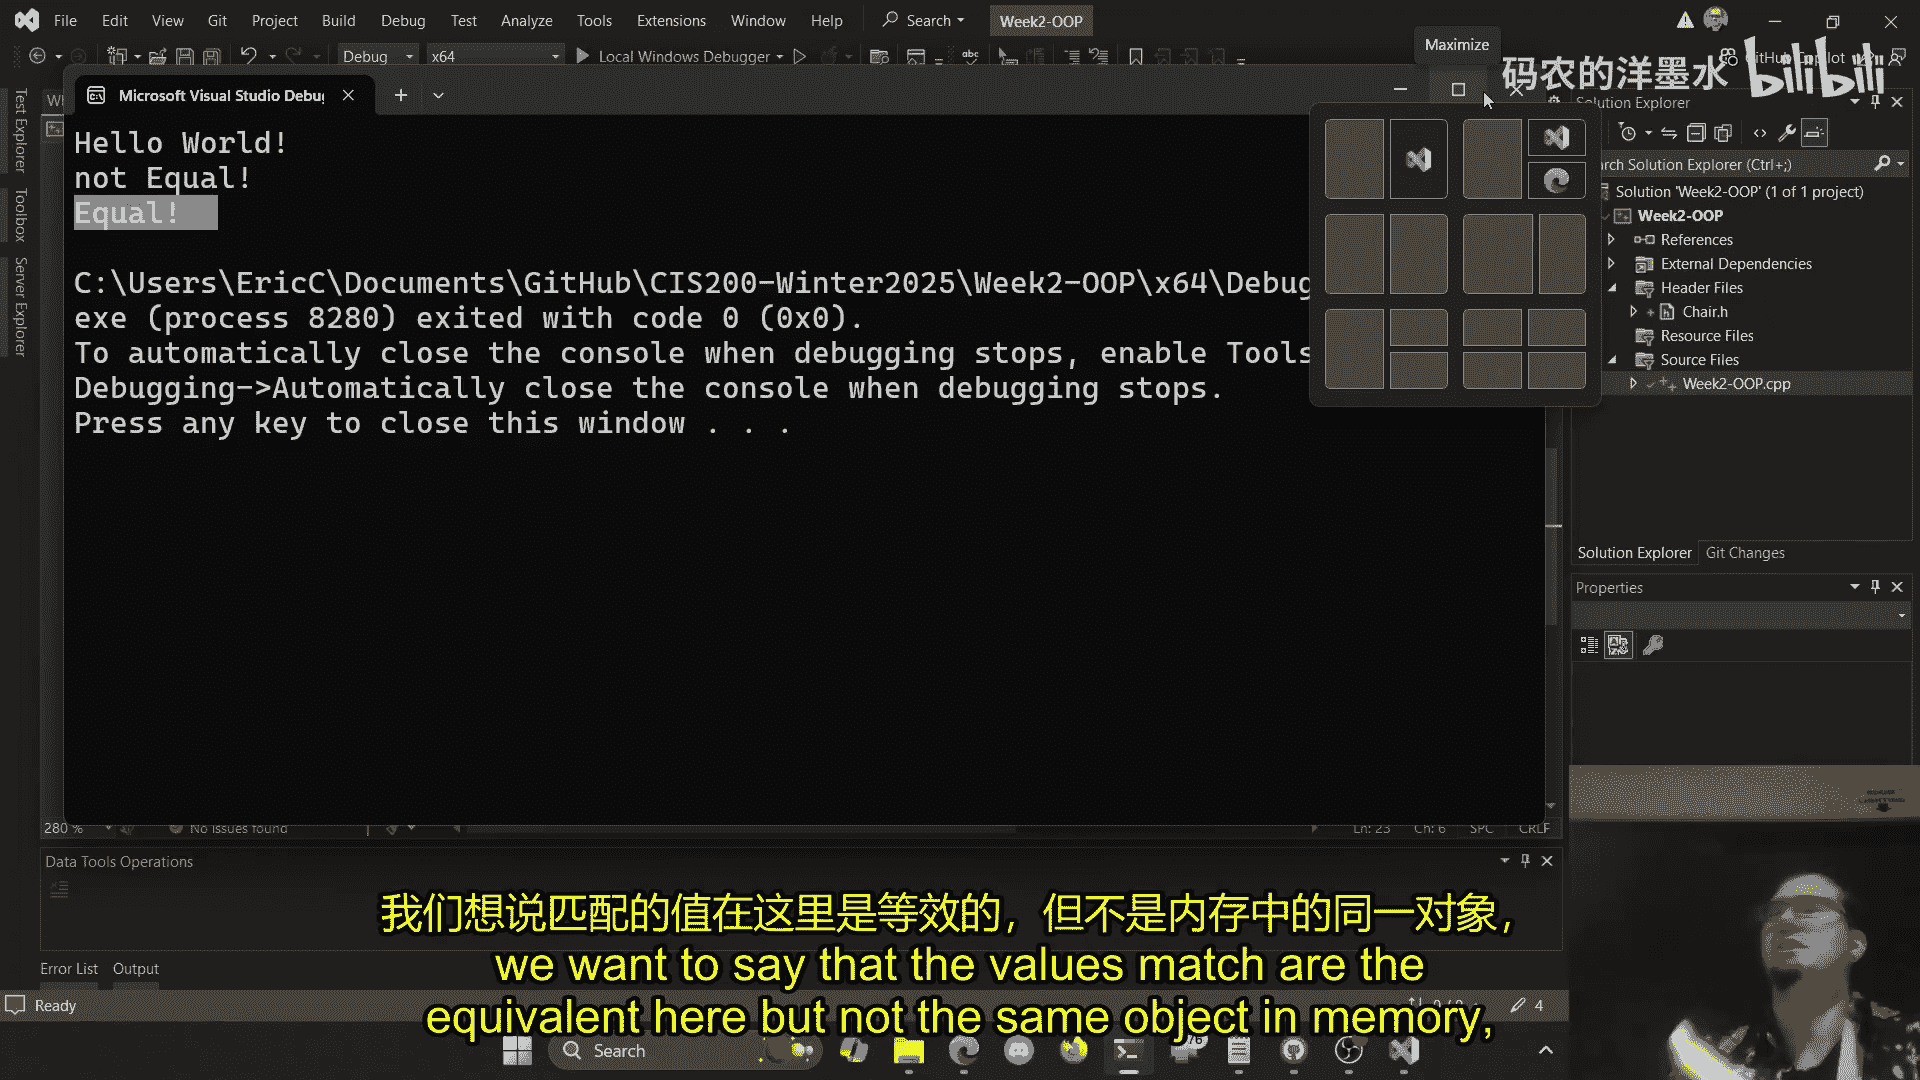 File Edit View Git Project Build Debug Test Analyze Tools Extensions Window Help Search Week2-OOP
Maximize
Debug x64 Local Windows Debugger
码农的洋墨水 bilibili
Microsoft Visual Studio Debug
Solution Explorer
Test Explorer
Toolbox
Server Explorer
Hello World!
not Equal!
Equal!
C:\Users\EricC\Documents\GitHub\CIS200-Winter2025\Week2-OOP\x64\Debug
exe (process 8280) exited with code 0 (0x0).
To automatically close the console when debugging stops, enable Tools
Debugging->Automatically close the console when debugging stops.
Press any key to close this window . . .
rch Solution Explorer (Ctrl+;)
Solution 'Week2-OOP' (1 of 1 project)
Week2-OOP
References
External Dependencies
Header Files
Chair.h
Resource Files
Source Files
Week2-OOP.cpp
Solution Explorer Git Changes
Properties
280 % No issues found Ln: 23 Ch: 6 SPC CRLF
Data Tools Operations
我们想说匹配的值在这里是等效的，但不是内存中的同一对象，
we want to say that the values match are the
equivalent here but not the same object in memory,
Error List Output
Ready
4
Search